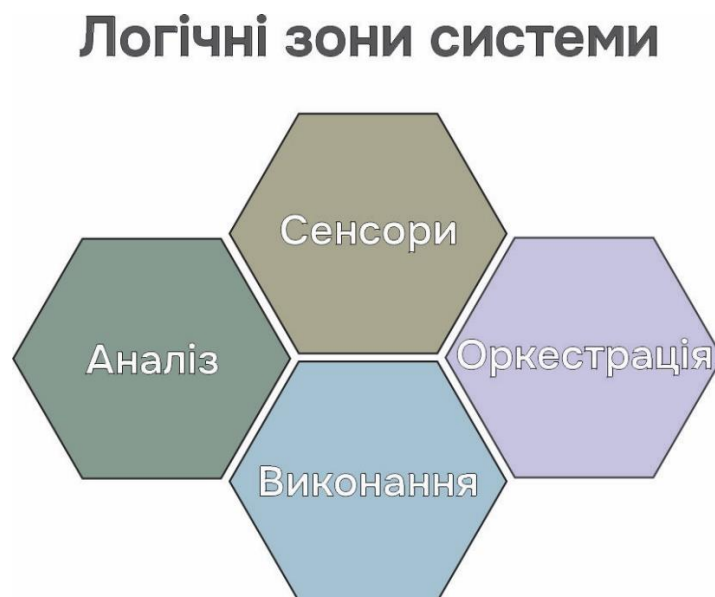 Логічні зони системи
Сенсори
Аналіз
Оркестрація
Виконання